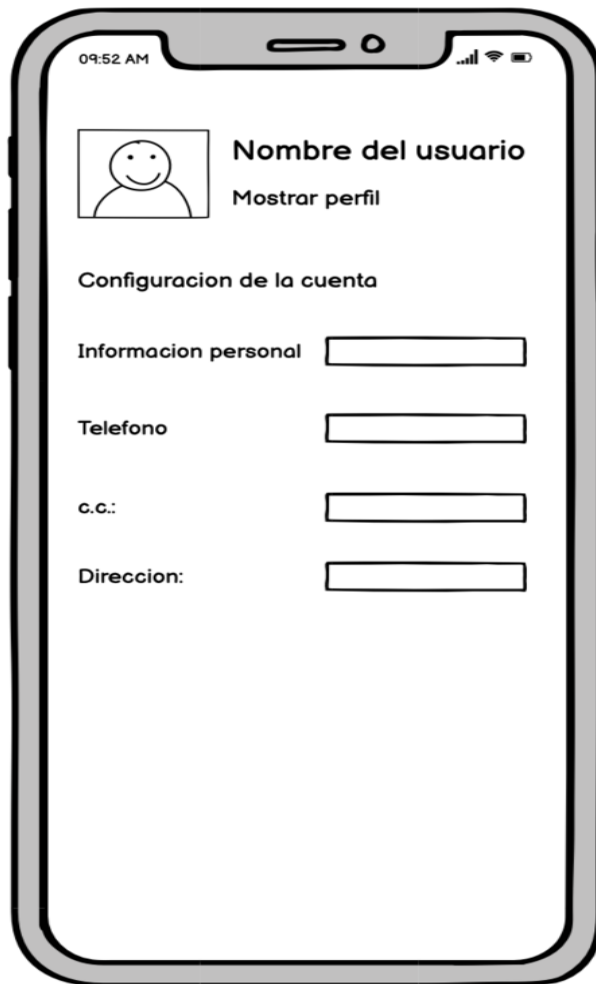 09:52 AM
Nombre del usuario
Mostrar perfil
Configuracion de la cuenta
Informacion personal
Telefono
c.c.:
Direccion: